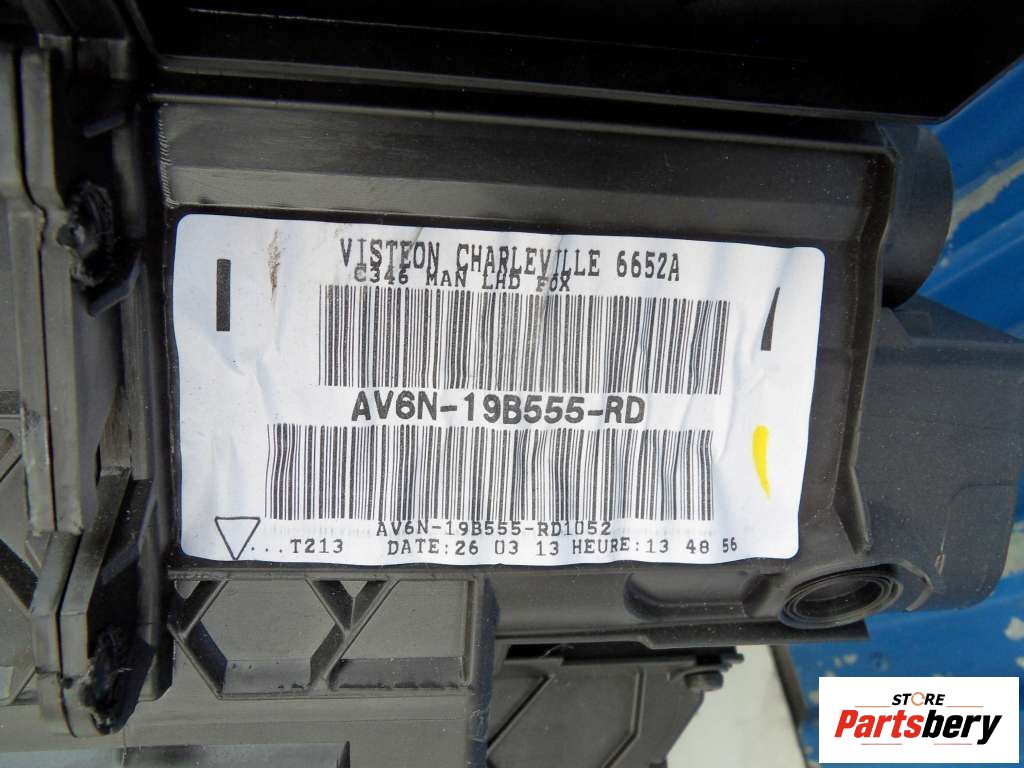 VISTEON CHARLEVILLE 6652A
C346 MAN LHD FOX
AV6N-19B555-RD
AV6N-19B555-RD1052
...T213 DATE:26 03 13 HEURE:13 48 56
STORE
Partsbery